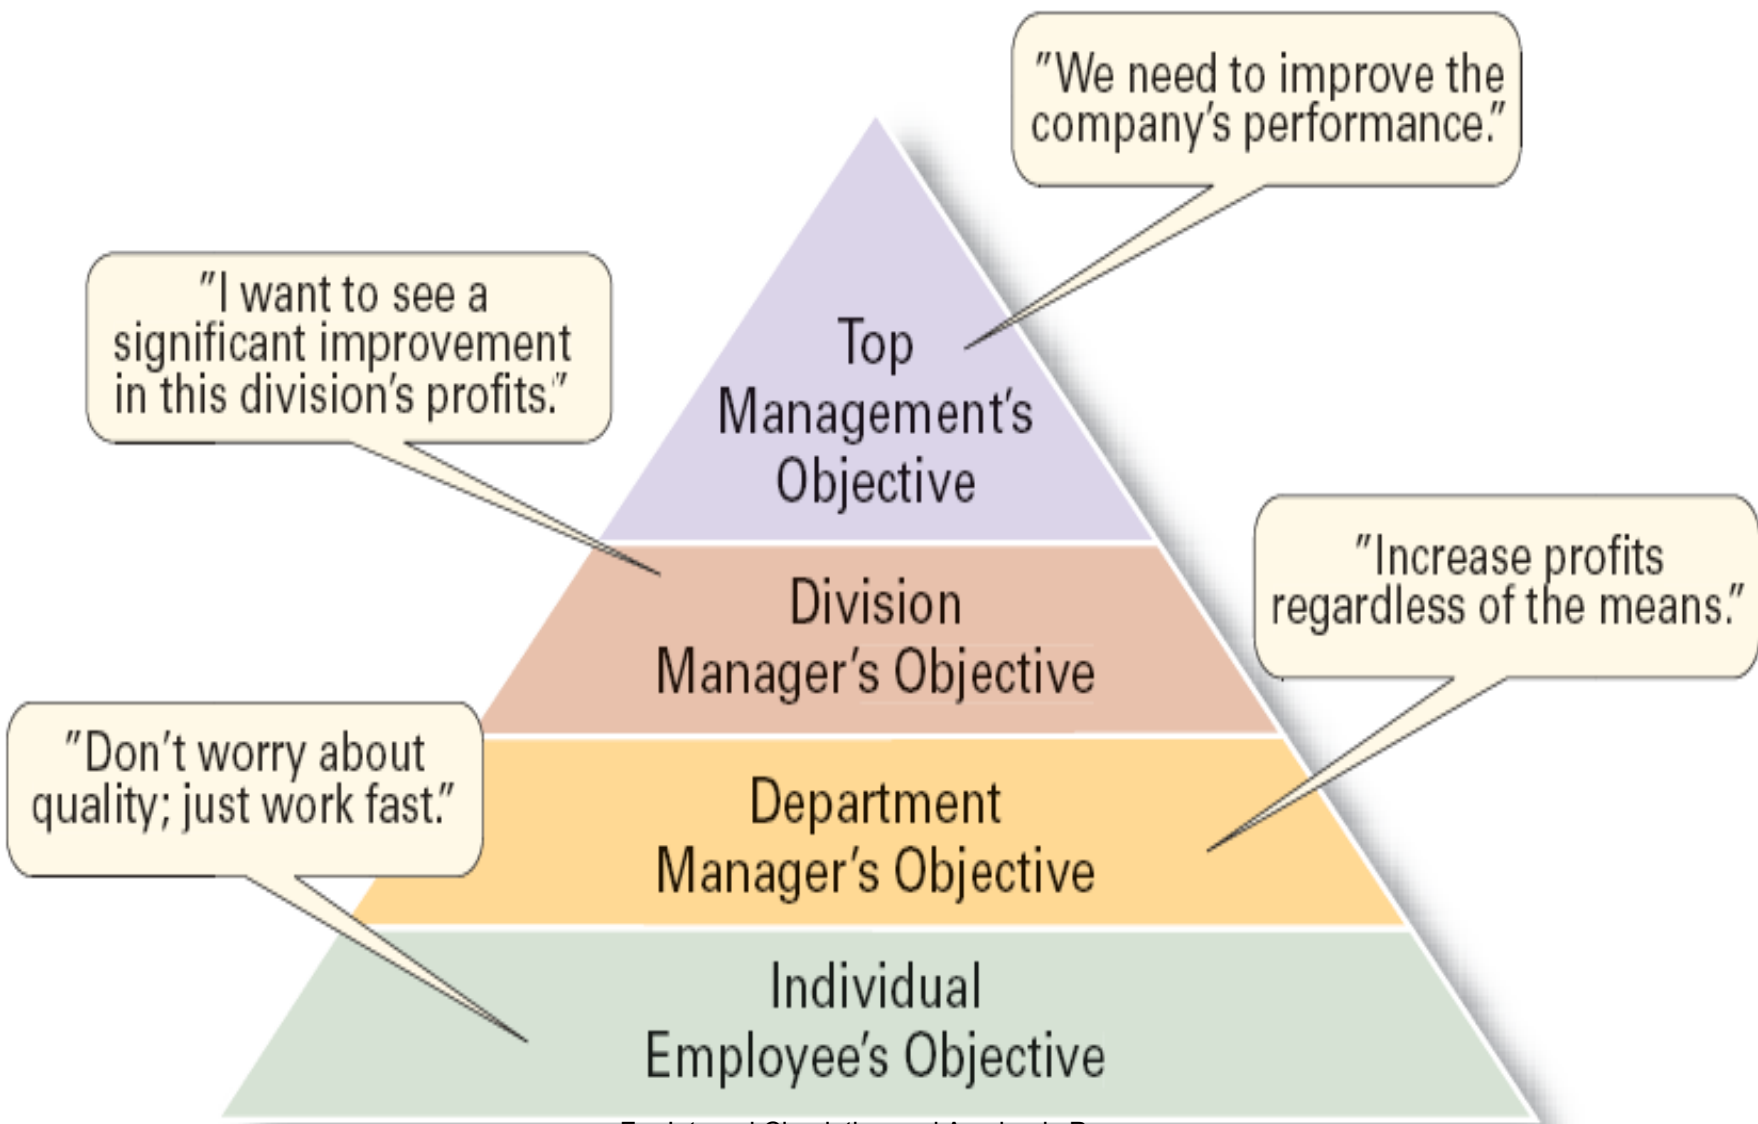 "We need to improve the
company's performance."
"I want to see a
significant improvement
in this division's profits."
Top
Management's
Objective
"Increase profits
regardless of the means."
Division
Manager's Objective
"Don't worry about
quality; just work fast."
Department
Manager's Objective
Individual
Employee's Objective